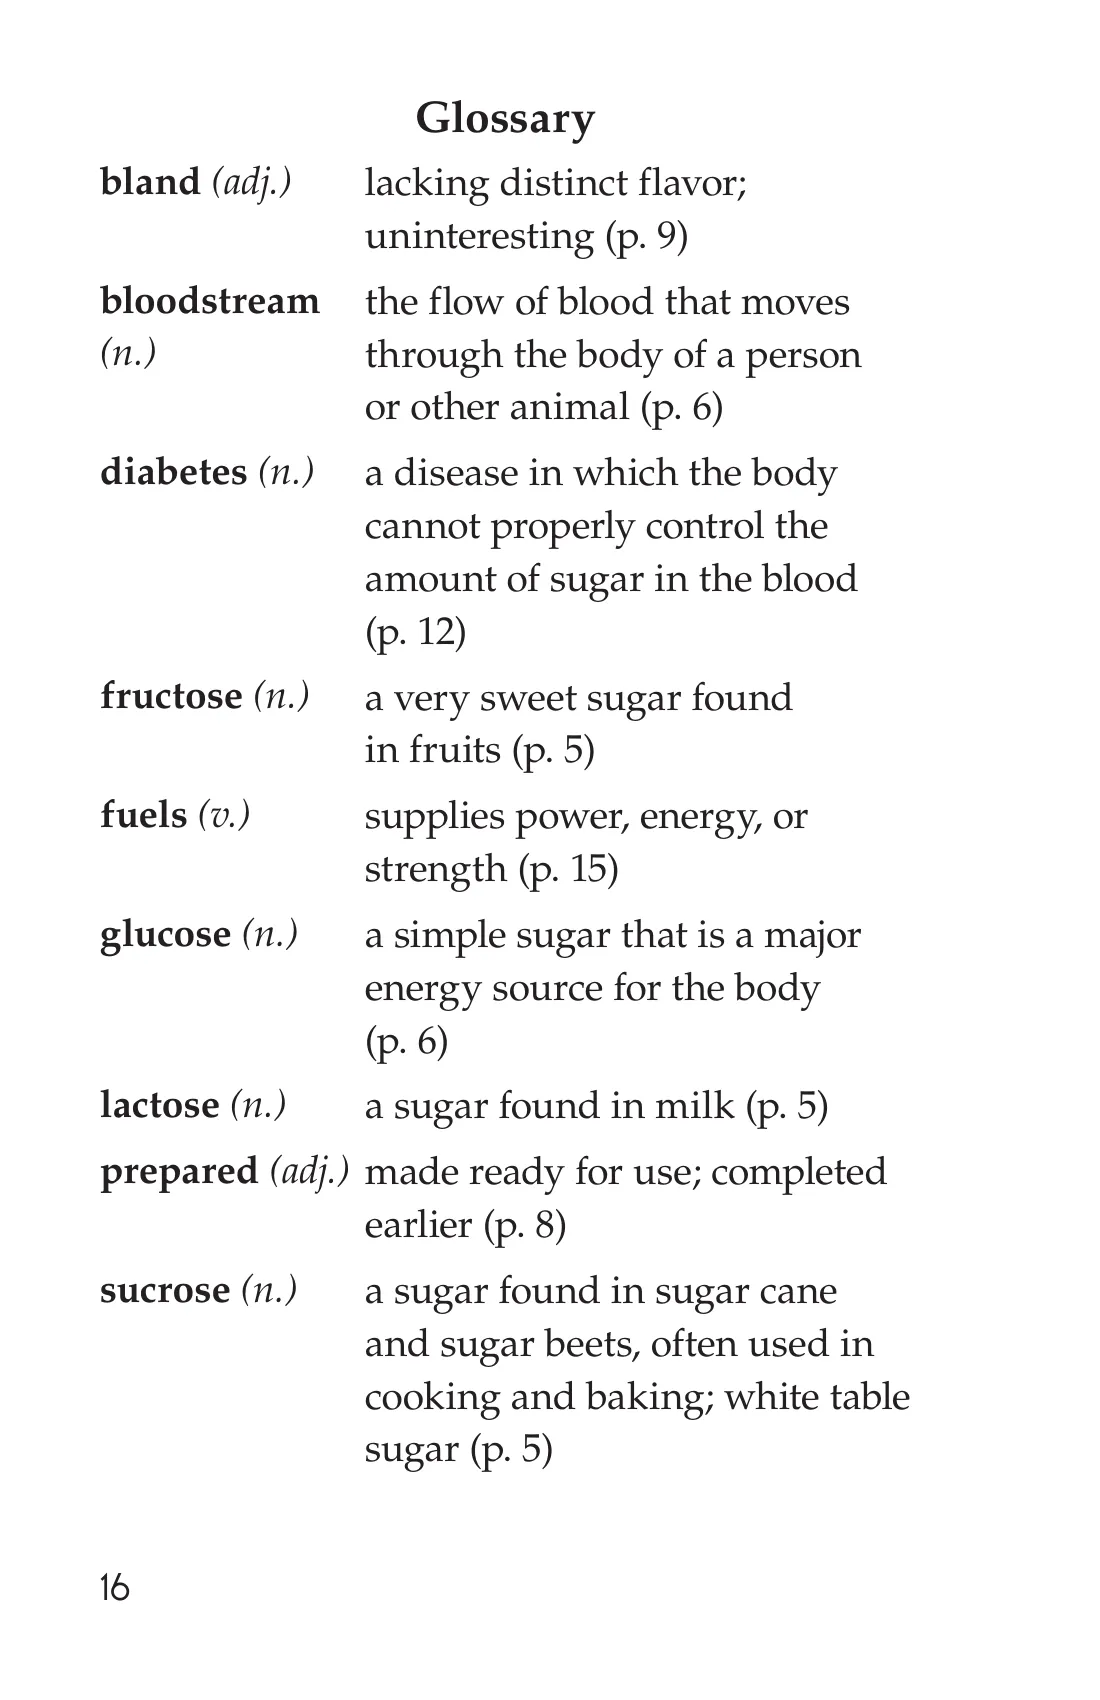 Glossary
bland (adj.) lacking distinct flavor;
uninteresting (p. 9)
bloodstream the flow of blood that moves
(n.) through the body of a person
or other animal (p. 6)
diabetes (n.) a disease in which the body
cannot properly control the
amount of sugar in the blood
(p. 12)
fructose (n.) a very sweet sugar found
in fruits (p. 5)
fuels (v.) supplies power, energy, or
strength (p. 15)
glucose (n.) a simple sugar that is a major
energy source for the body
(p. 6)
lactose (n.) a sugar found in milk (p. 5)
prepared (adj.) made ready for use; completed
earlier (p. 8)
sucrose (n.) a sugar found in sugar cane
and sugar beets, often used in
cooking and baking; white table
sugar (p. 5)
16